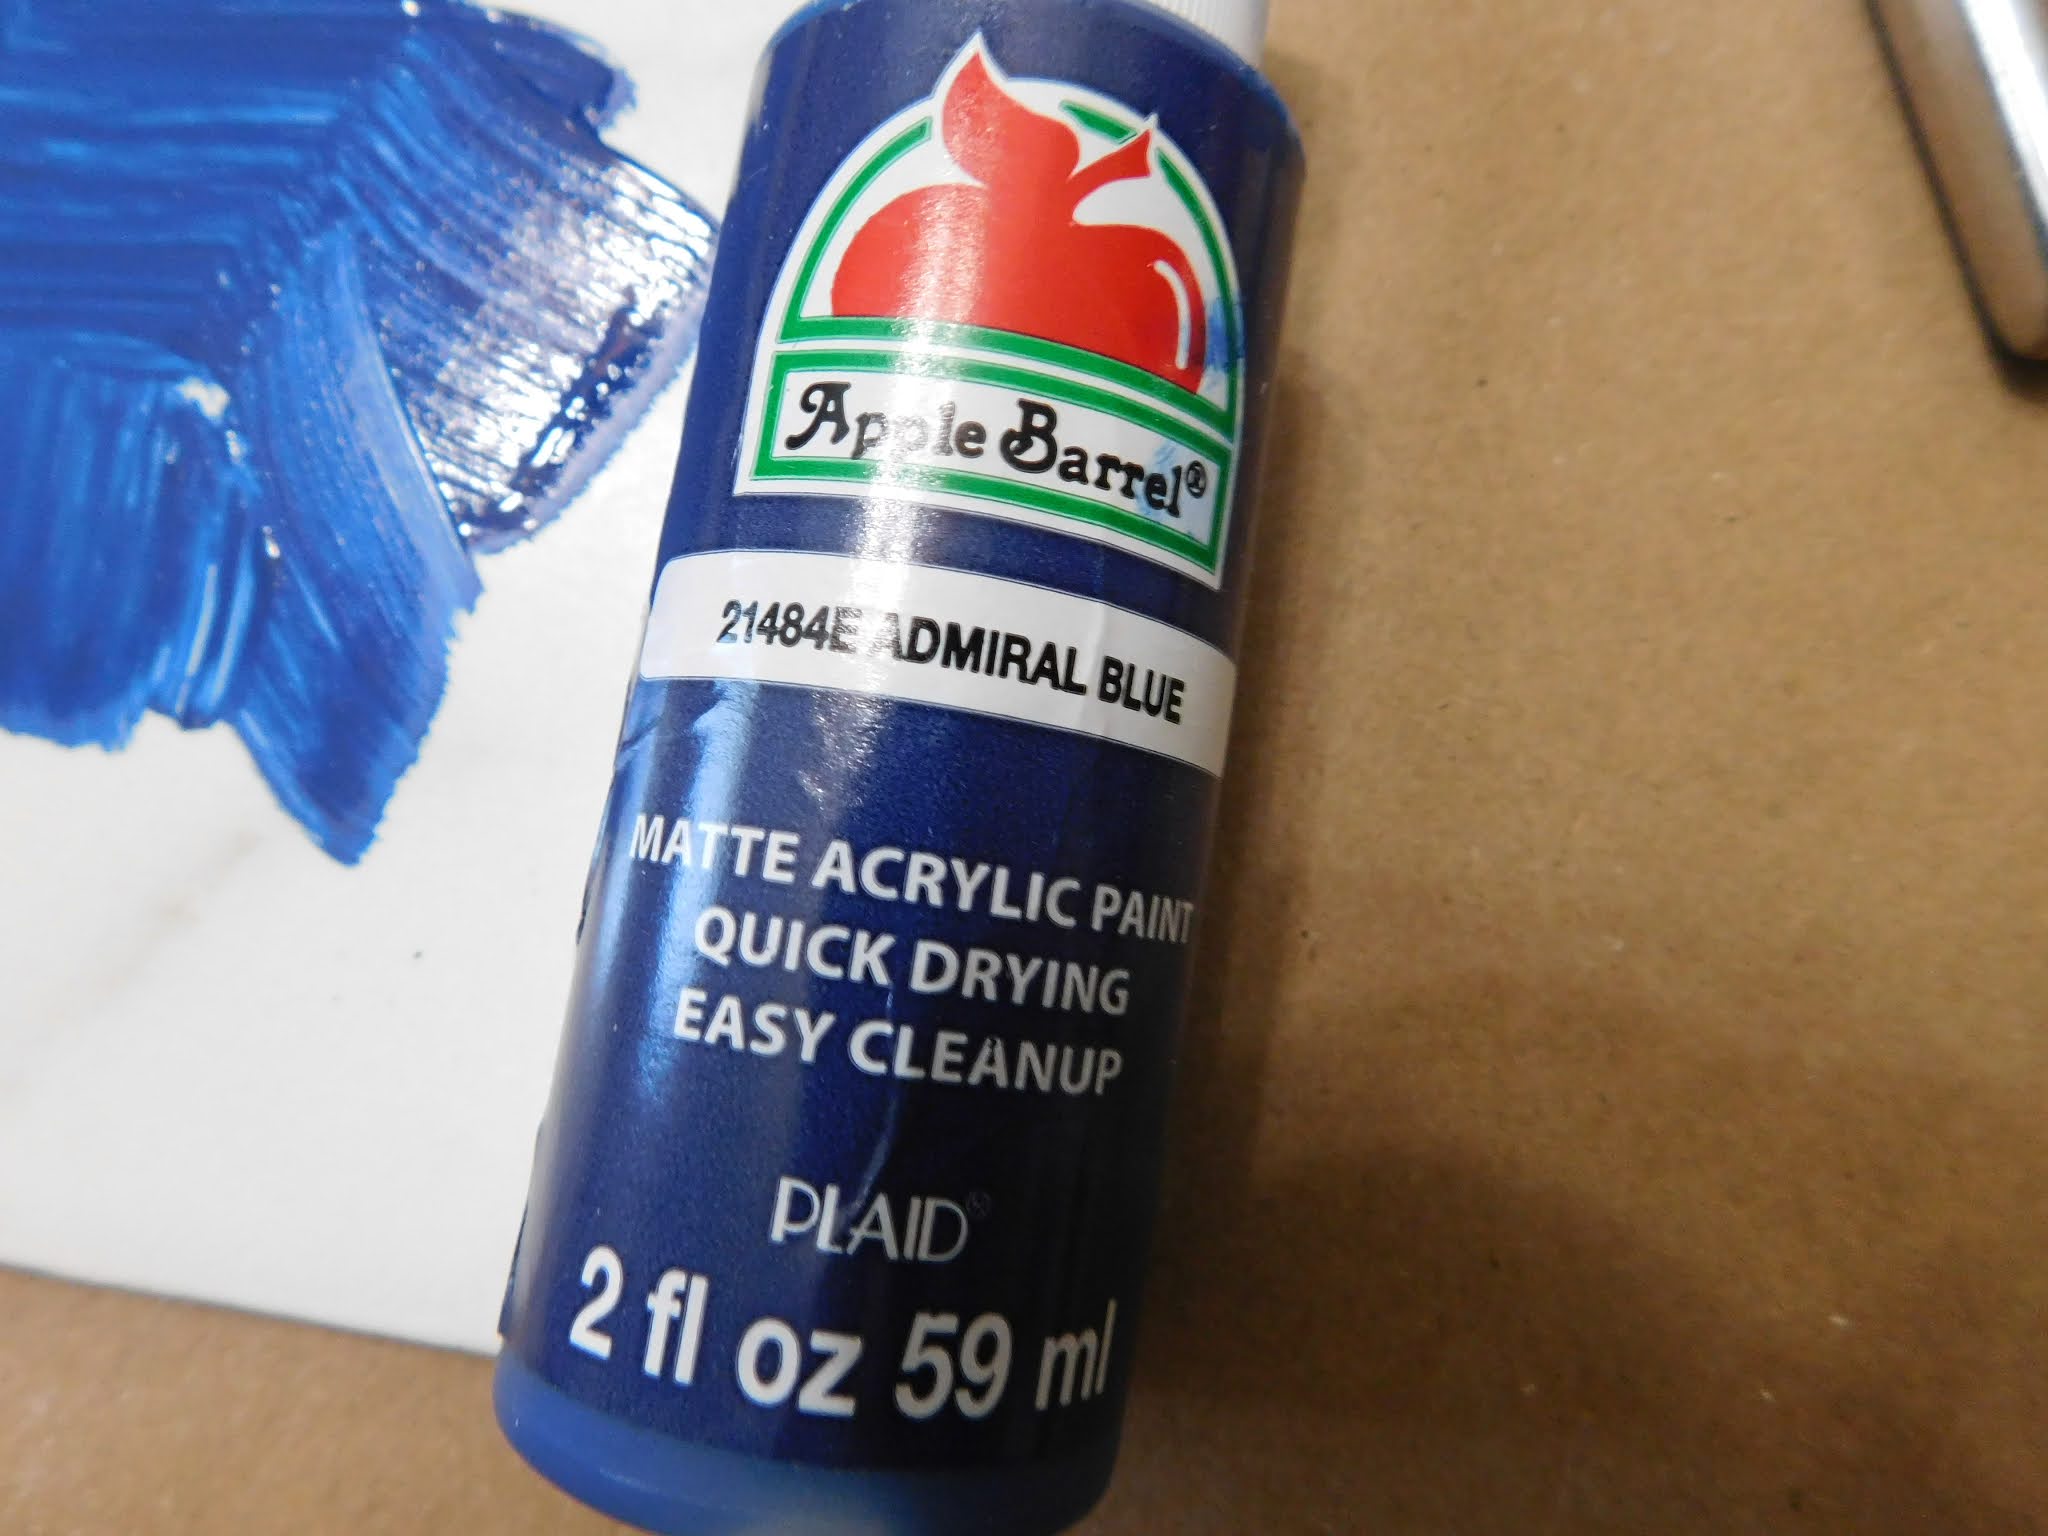 Apple Barrel®
21484E ADMIRAL BLUE
MATTE ACRYLIC PAINT
QUICK DRYING
EASY CLEANUP
PLAID®
2 fl oz 59 ml